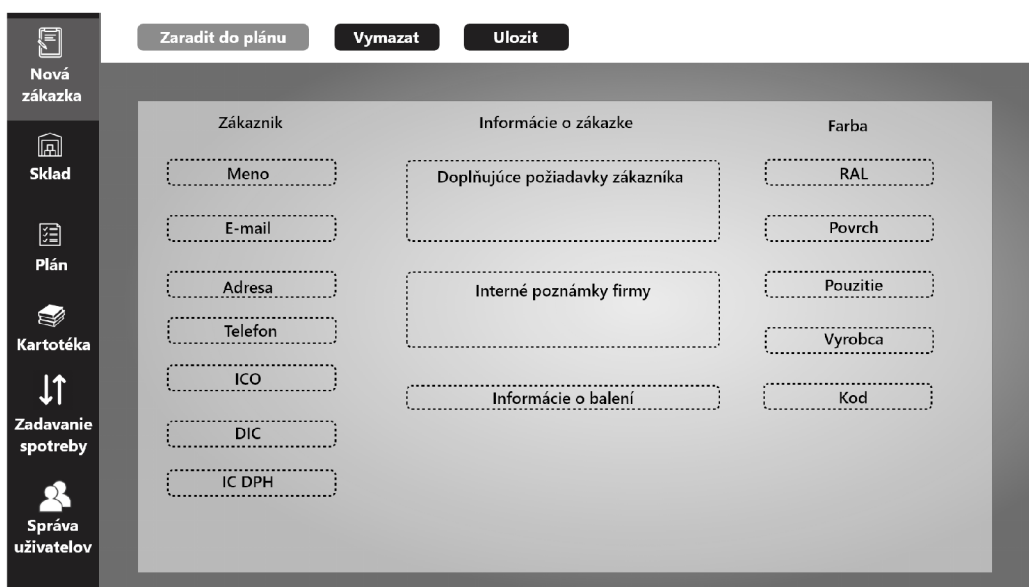 Nová
zákazka
Sklad
Plán
Kartotéka
Zadavanie
spotreby
Správa
uživatelov
Zaradit do plánu
Vymazat
Ulozit
Zákaznik
Meno
E-mail
Adresa
Telefon
ICO
DIC
IC DPH
Informácie o zákazke
Doplňujúce požiadavky zákazníka
Interné poznámky firmy
Informácie o balení
Farba
RAL
Povrch
Pouzitie
Vyrobca
Kod